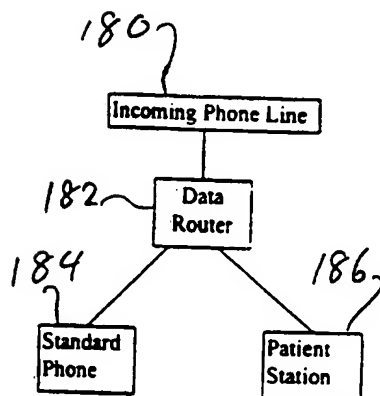 180
Incoming Phone Line
182
Data
Router
184
186
Standard
Phone
Patient
Station